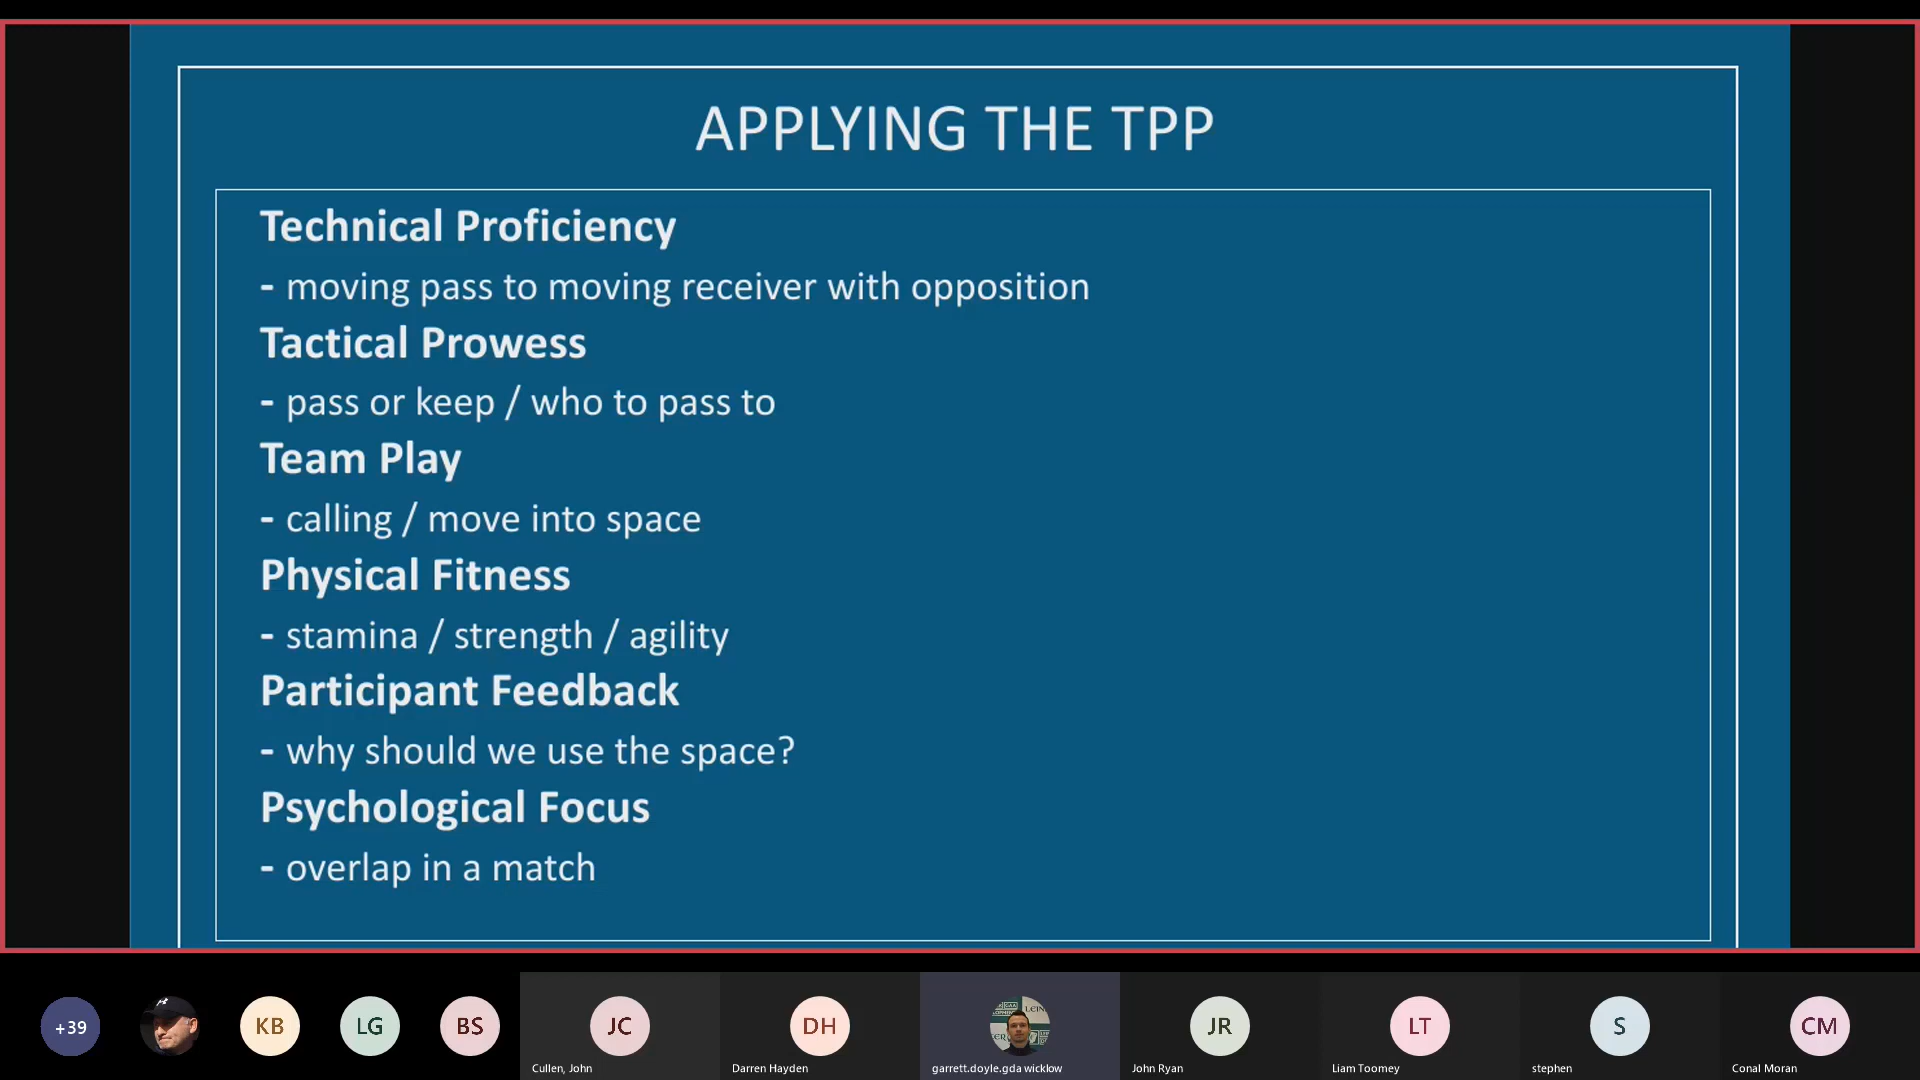 APPLYING THE TPP
Technical Proficiency
- moving pass to moving receiver with opposition
Tactical Prowess
- pass or keep / who to pass to
Team Play
- calling / move into space
Physical Fitness
- stamina / strength / agility
Participant Feedback
- why should we use the space?
Psychological Focus
- overlap in a match
+39
KB
LG
BS
JC
DH
JR
LT
S
CM
Cullen, John
Darren Hayden
garrett.doyle.gda wicklow
John Ryan
Liam Toomey
stephen
Conal Moran